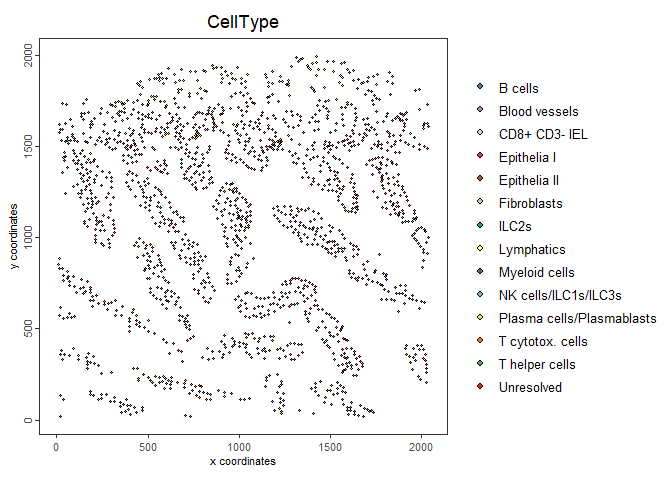 CellType
2000
1500
1000
500
0
y coordinates
0
500
1000
1500
2000
x coordinates
B cells
Blood vessels
CD8+ CD3- IEL
Epithelia I
Epithelia II
Fibroblasts
ILC2s
Lymphatics
Myeloid cells
NK cells/ILC1s/ILC3s
Plasma cells/Plasmablasts
T cytotox. cells
T helper cells
Unresolved